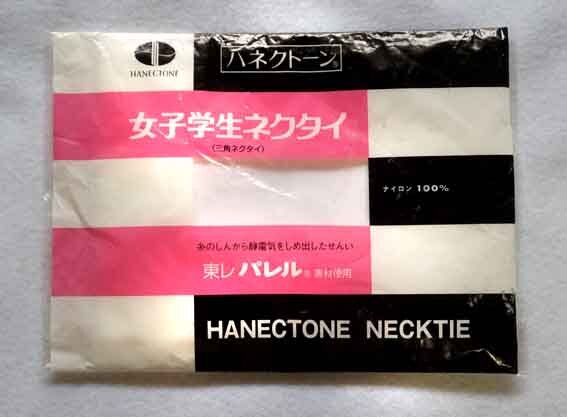 HANECTONE
ハネクトーン®
女子学生ネクタイ
(三角ネクタイ)
ナイロン 100%
糸のしんから静電気をしめ出したせんい
東レ パレル® 素材使用
HANECTONE NECKTIE